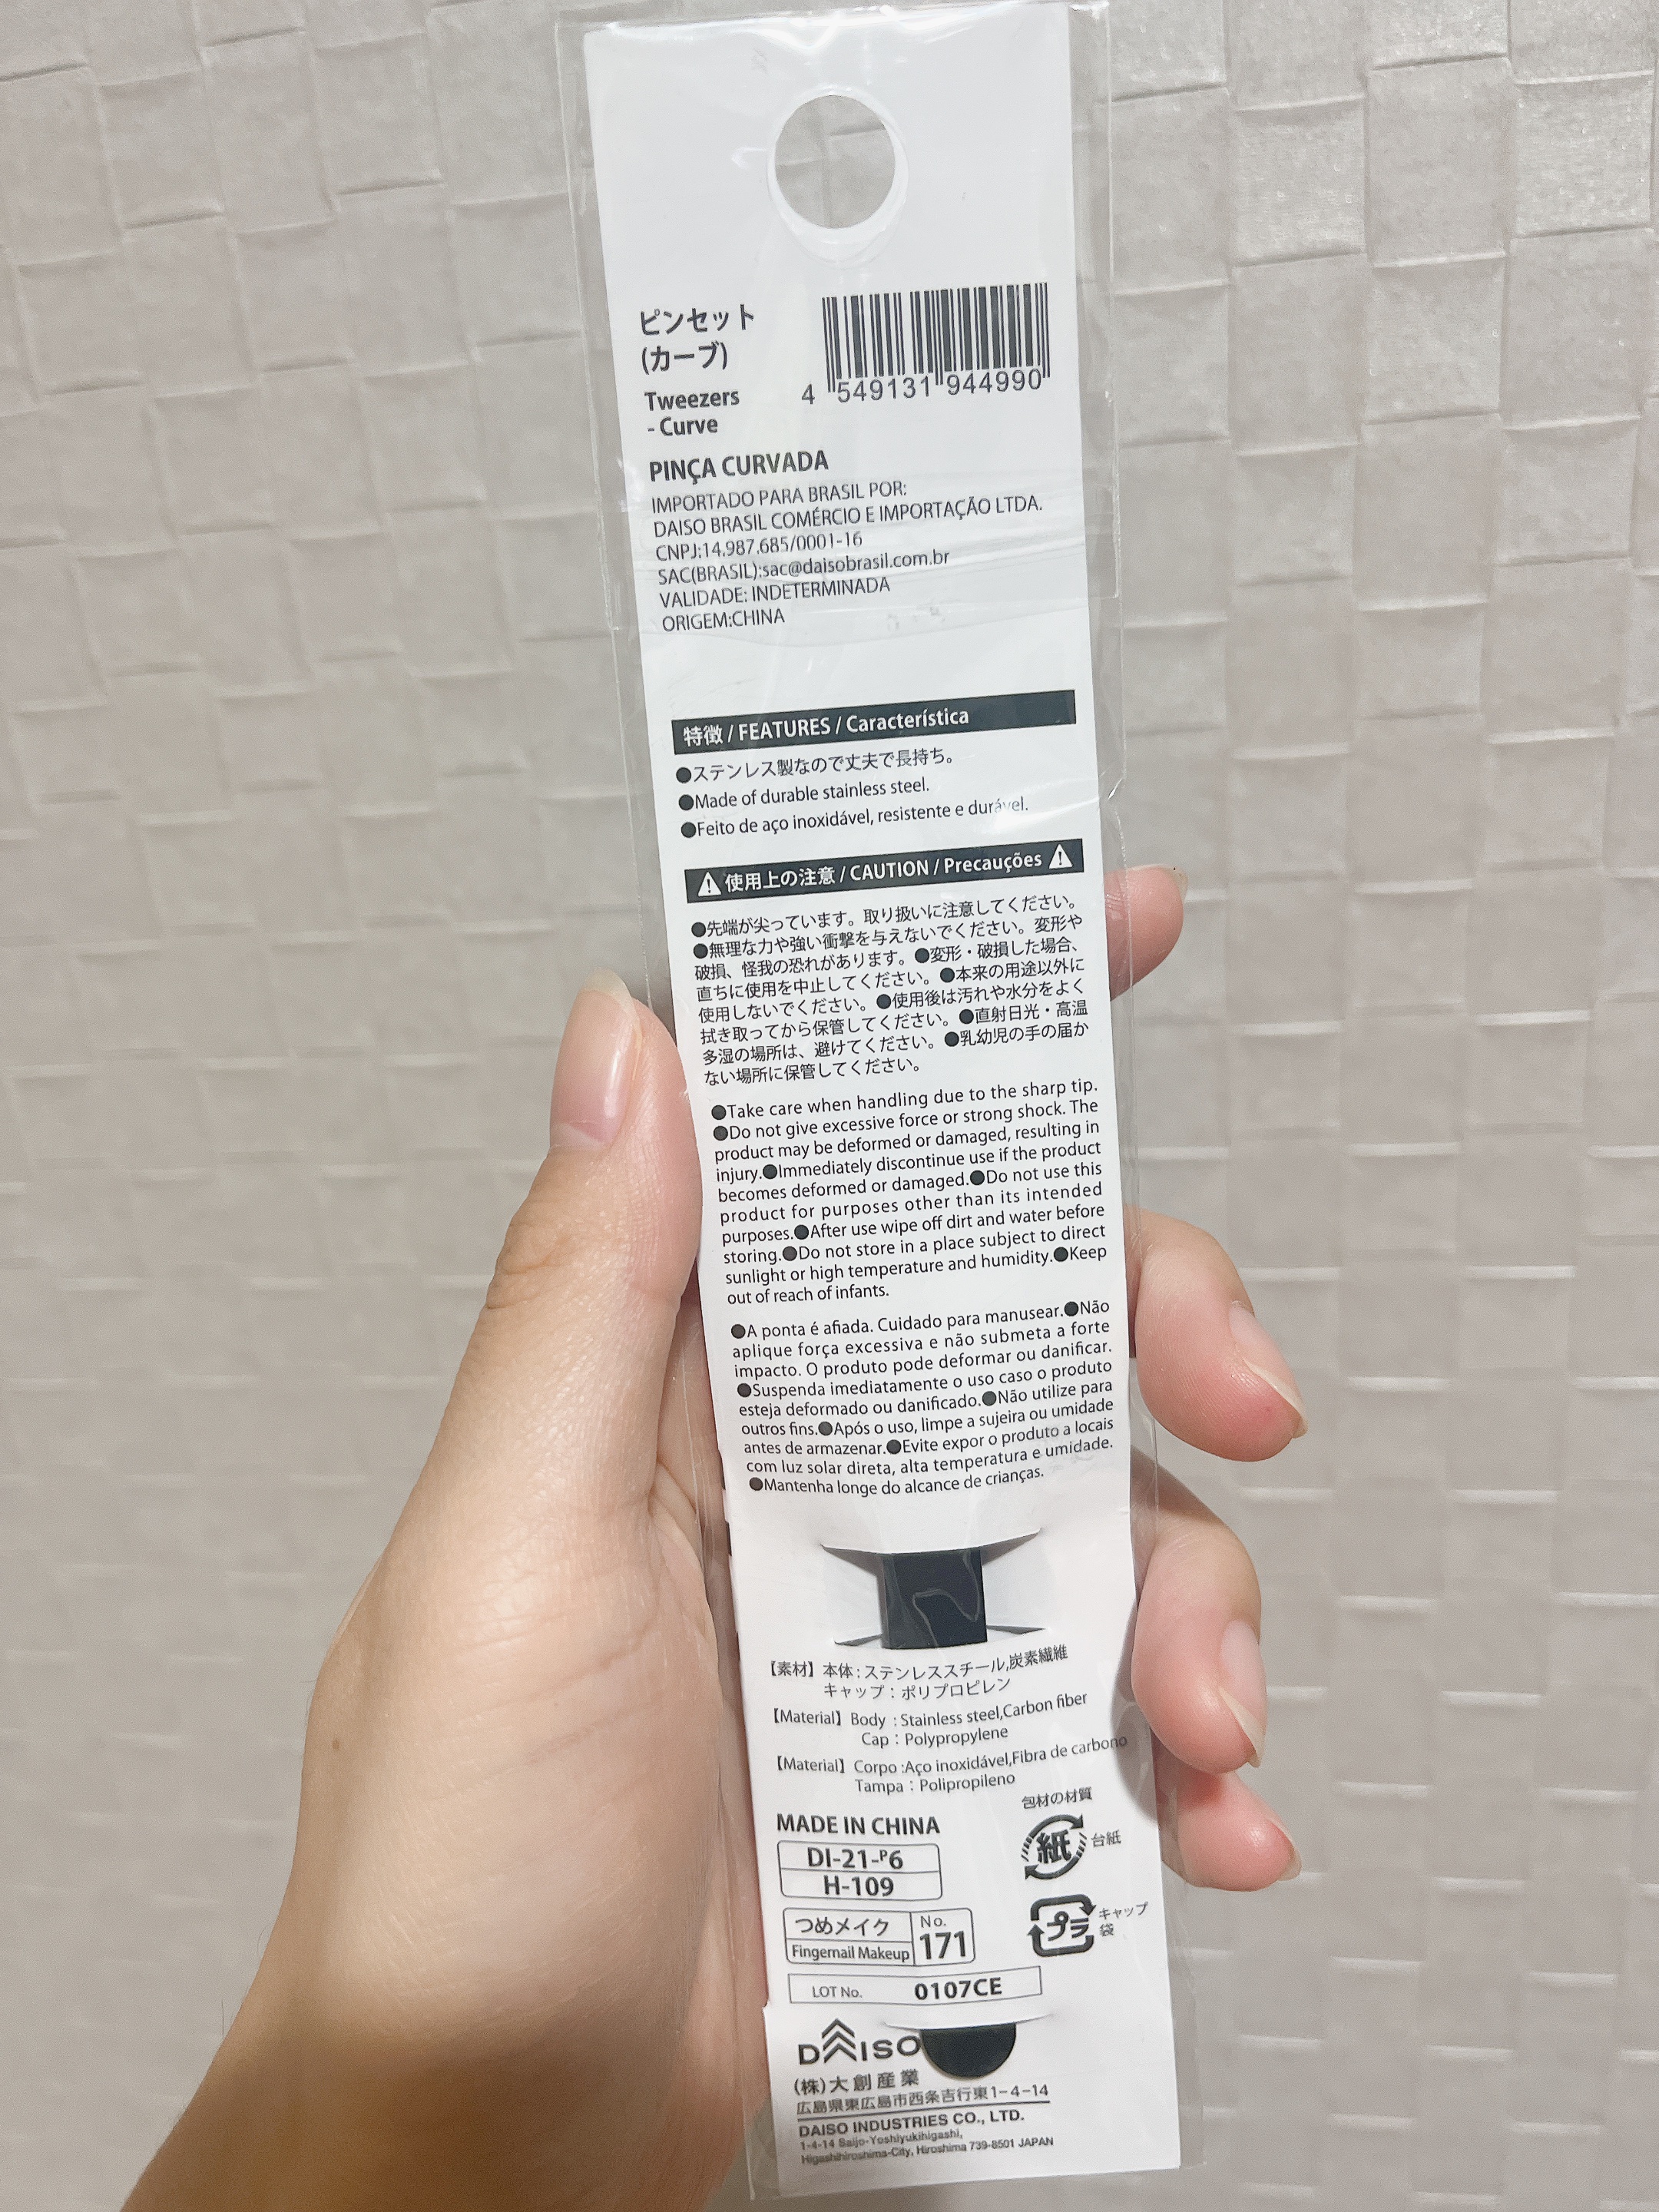 ピンセット
(カーブ)
Tweezers
- Curve
4 549131 944990
PINÇA CURVADA
IMPORTADO PARA BRASIL POR:
DAISO BRASIL COMÉRCIO E IMPORTAÇÃO LTDA.
CNPJ:14.987.685/0001-16
SAC(BRASIL):sac@daisobrasil.com.br
VALIDADE: INDETERMINADA
ORIGEM:CHINA
特徴 / FEATURES / Característica
●ステンレス製なので丈夫で長持ち。
●Made of durable stainless steel.
●Feito de aço inoxidável, resistente e durável.
使用上の注意 / CAUTION / Precauções
●先端が尖っています。取り扱いに注意してください。
●無理な力や強い衝撃を与えないでください。変形や
破損、怪我の恐れがあります。●変形・破損した場合、
直ちに使用を中止してください。●本来の用途以外に
使用しないでください。●使用後は汚れや水分をよく
拭き取ってから保管してください。●直射日光・高温
多湿の場所は、避けてください。●乳幼児の手の届か
ない場所に保管してください。
●Take care when handling due to the sharp tip.
●Do not give excessive force or strong shock. The
product may be deformed or damaged, resulting in
injury.●Immediately discontinue use if the product
becomes deformed or damaged.●Do not use this
product for purposes other than its intended
purposes.●After use wipe off dirt and water before
storing.●Do not store in a place subject to direct
sunlight or high temperature and humidity.●Keep
out of reach of infants.
●A ponta é afiada. Cuidado para manusear.●Não
aplique força excessiva e não submeta a forte
impacto. O produto pode deformar ou danificar.
●Suspenda imediatamente o uso caso o produto
esteja deformado ou danificado.●Não utilize para
outros fins.●Após o uso, limpe a sujeira ou umidade
antes de armazenar.●Evite expor o produto a locais
com luz solar direta, alta temperatura e umidade.
●Mantenha longe do alcance de crianças.
【素材】本体:ステンレススチール,炭素繊維
キャップ:ポリプロピレン
【Material】Body : Stainless steel,Carbon fiber
Cap : Polypropylene
【Material】Corpo :Aço inoxidável,Fibra de carbono
Tampa : Polipropileno
包材の材質
紙 台紙
プラ キャップ
袋
MADE IN CHINA
DI-21-P6
H-109
つめメイク
Fingernail Makeup
No.
171
LOT No. 0107CE
DAISO
(株)大創産業
広島県東広島市西条吉行東1-4-14
DAISO INDUSTRIES CO., LTD.
1-4-14 Saijo-Yoshiyukihigashi,
Higashihiroshima-City, Hiroshima 739-8501 JAPAN